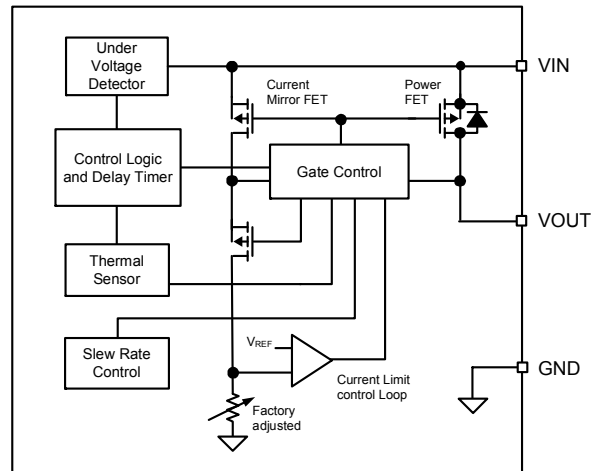 Under
Voltage
Detector
Current
Mirror FET
Power
FET
VIN
Control Logic
and Delay Timer
Gate Control
VOUT
Thermal
Sensor
Slew Rate
Control
VREF
Current Limit
control Loop
GND
Factory
adjusted